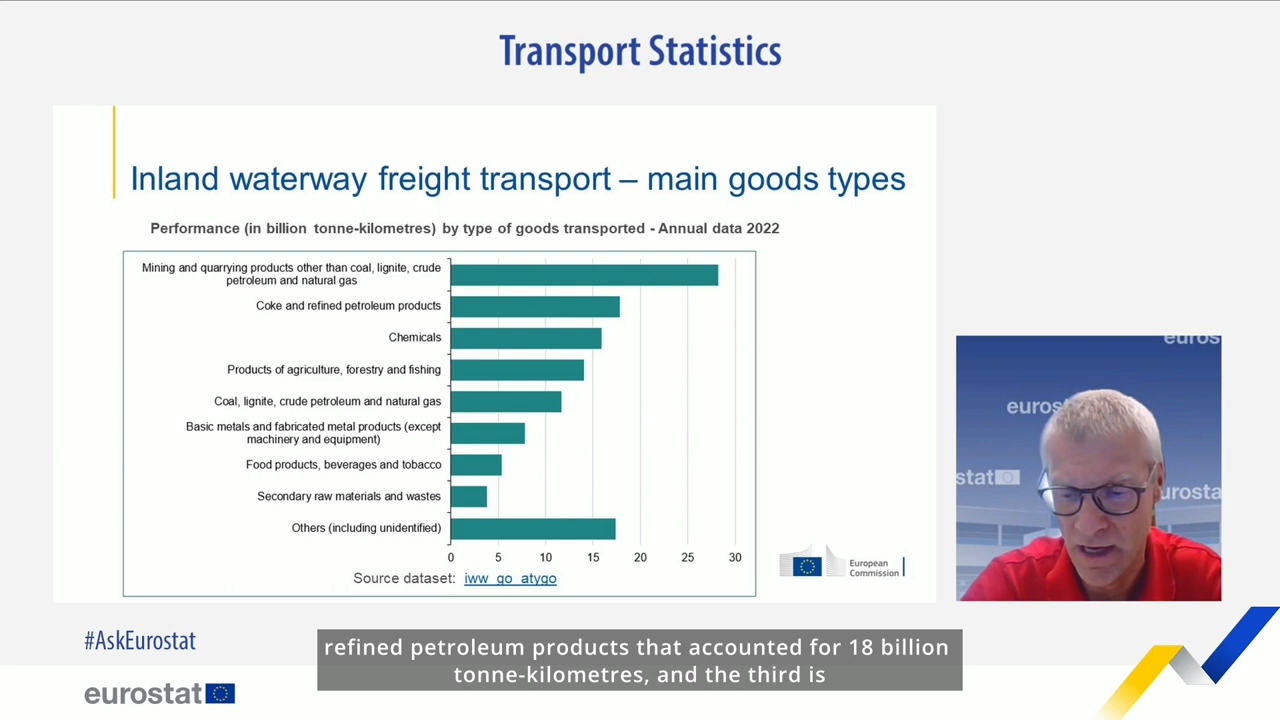 Transport Statistics
Inland waterway freight transport – main goods types
Performance (in billion tonne-kilometres) by type of goods transported - Annual data 2022
Mining and quarrying products other than coal, lignite, crude
petroleum and natural gas
Coke and refined petroleum products
Chemicals
Products of agriculture, forestry and fishing
Coal, lignite, crude petroleum and natural gas
Basic metals and fabricated metal products (except
machinery and equipment)
Food products, beverages and tobacco
Secondary raw materials and wastes
Others (including unidentified)
0 5 10 15 20 25 30
Source dataset: iww_go_atygo
European
Commission
euros
euros
stat
eurosta
#AskEurostat
refined petroleum products that accounted for 18 billion
tonne-kilometres, and the third is
eurostat